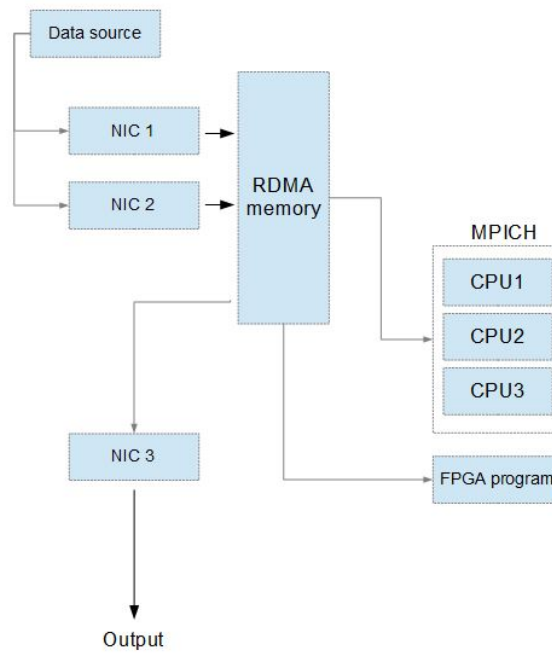 Data source
NIC 1
NIC 2
RDMA
memory
MPICH
CPU1
CPU2
CPU3
NIC 3
FPGA program
Output